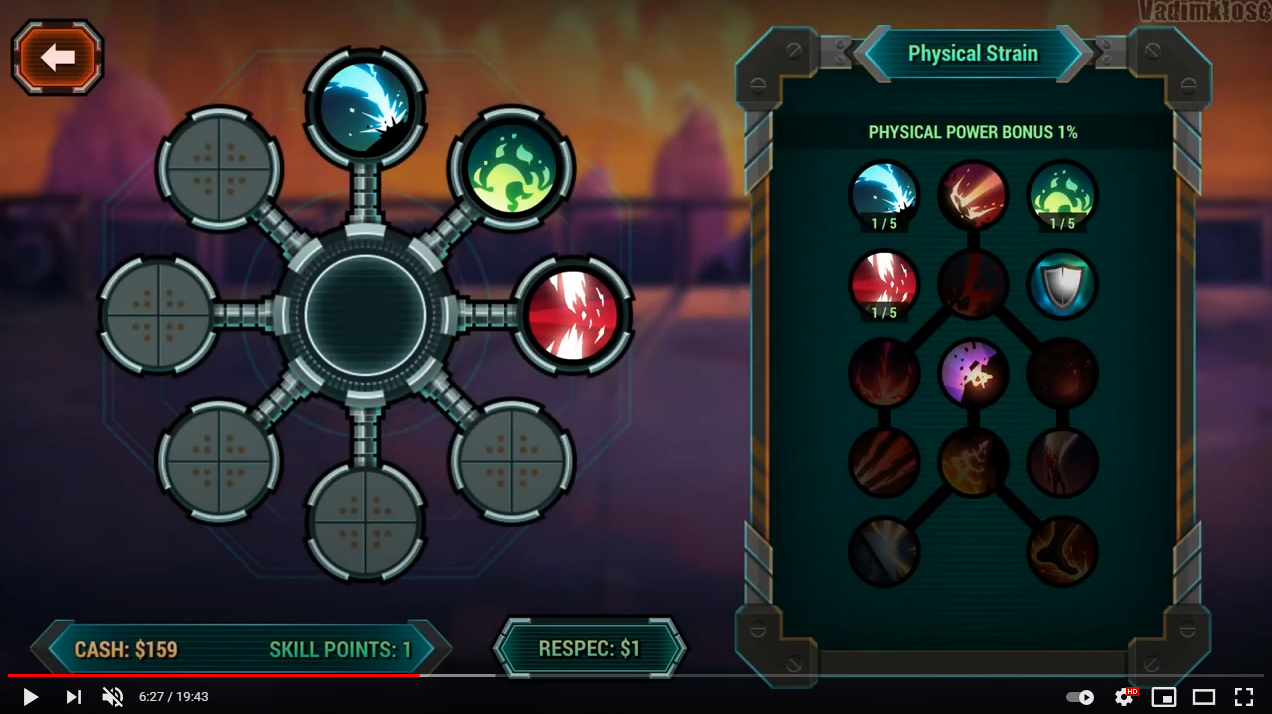 Vadimklose
Physical Strain
PHYSICAL POWER BONUS 1%
1 / 5
1 / 5
1 / 5
CASH: $159
SKILL POINTS: 1
RESPEC: $1
6:27 / 19:43
HD